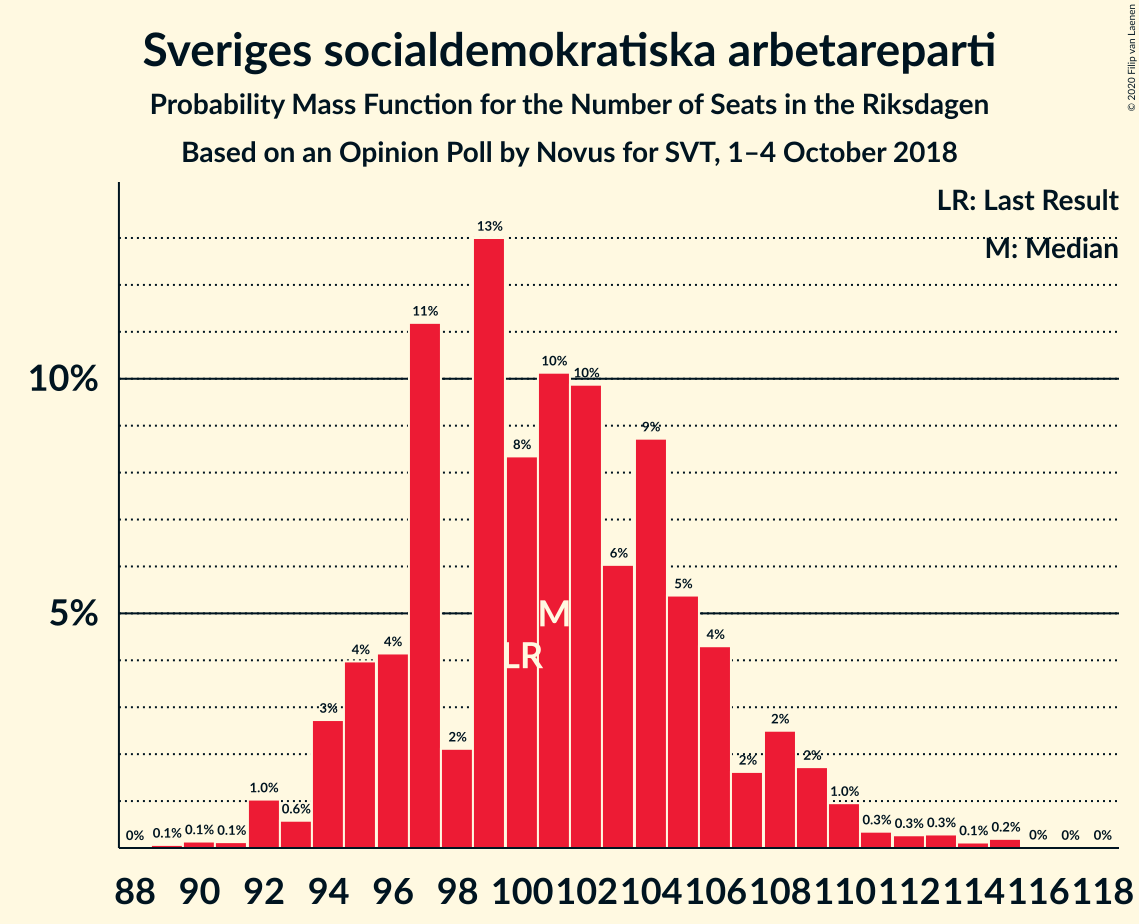 Sveriges socialdemokratiska arbetareparti
Probability Mass Function for the Number of Seats in the Riksdagen
Based on an Opinion Poll by Novus for SVT, 1–4 October 2018
© 2020 Filip van Laenen
LR: Last Result
M: Median
10%
5%
0% 0.1% 0.1% 0.1% 1.0% 0.6% 3% 4% 4% 11% 2% 13% 8% 10% 10% 6% 9% 5% 4% 2% 2% 2% 1.0% 0.3% 0.3% 0.3% 0.1% 0.2% 0% 0% 0%
M
LR
88 90 92 94 96 98 100 102 104 106 108 110 112 114 116 118